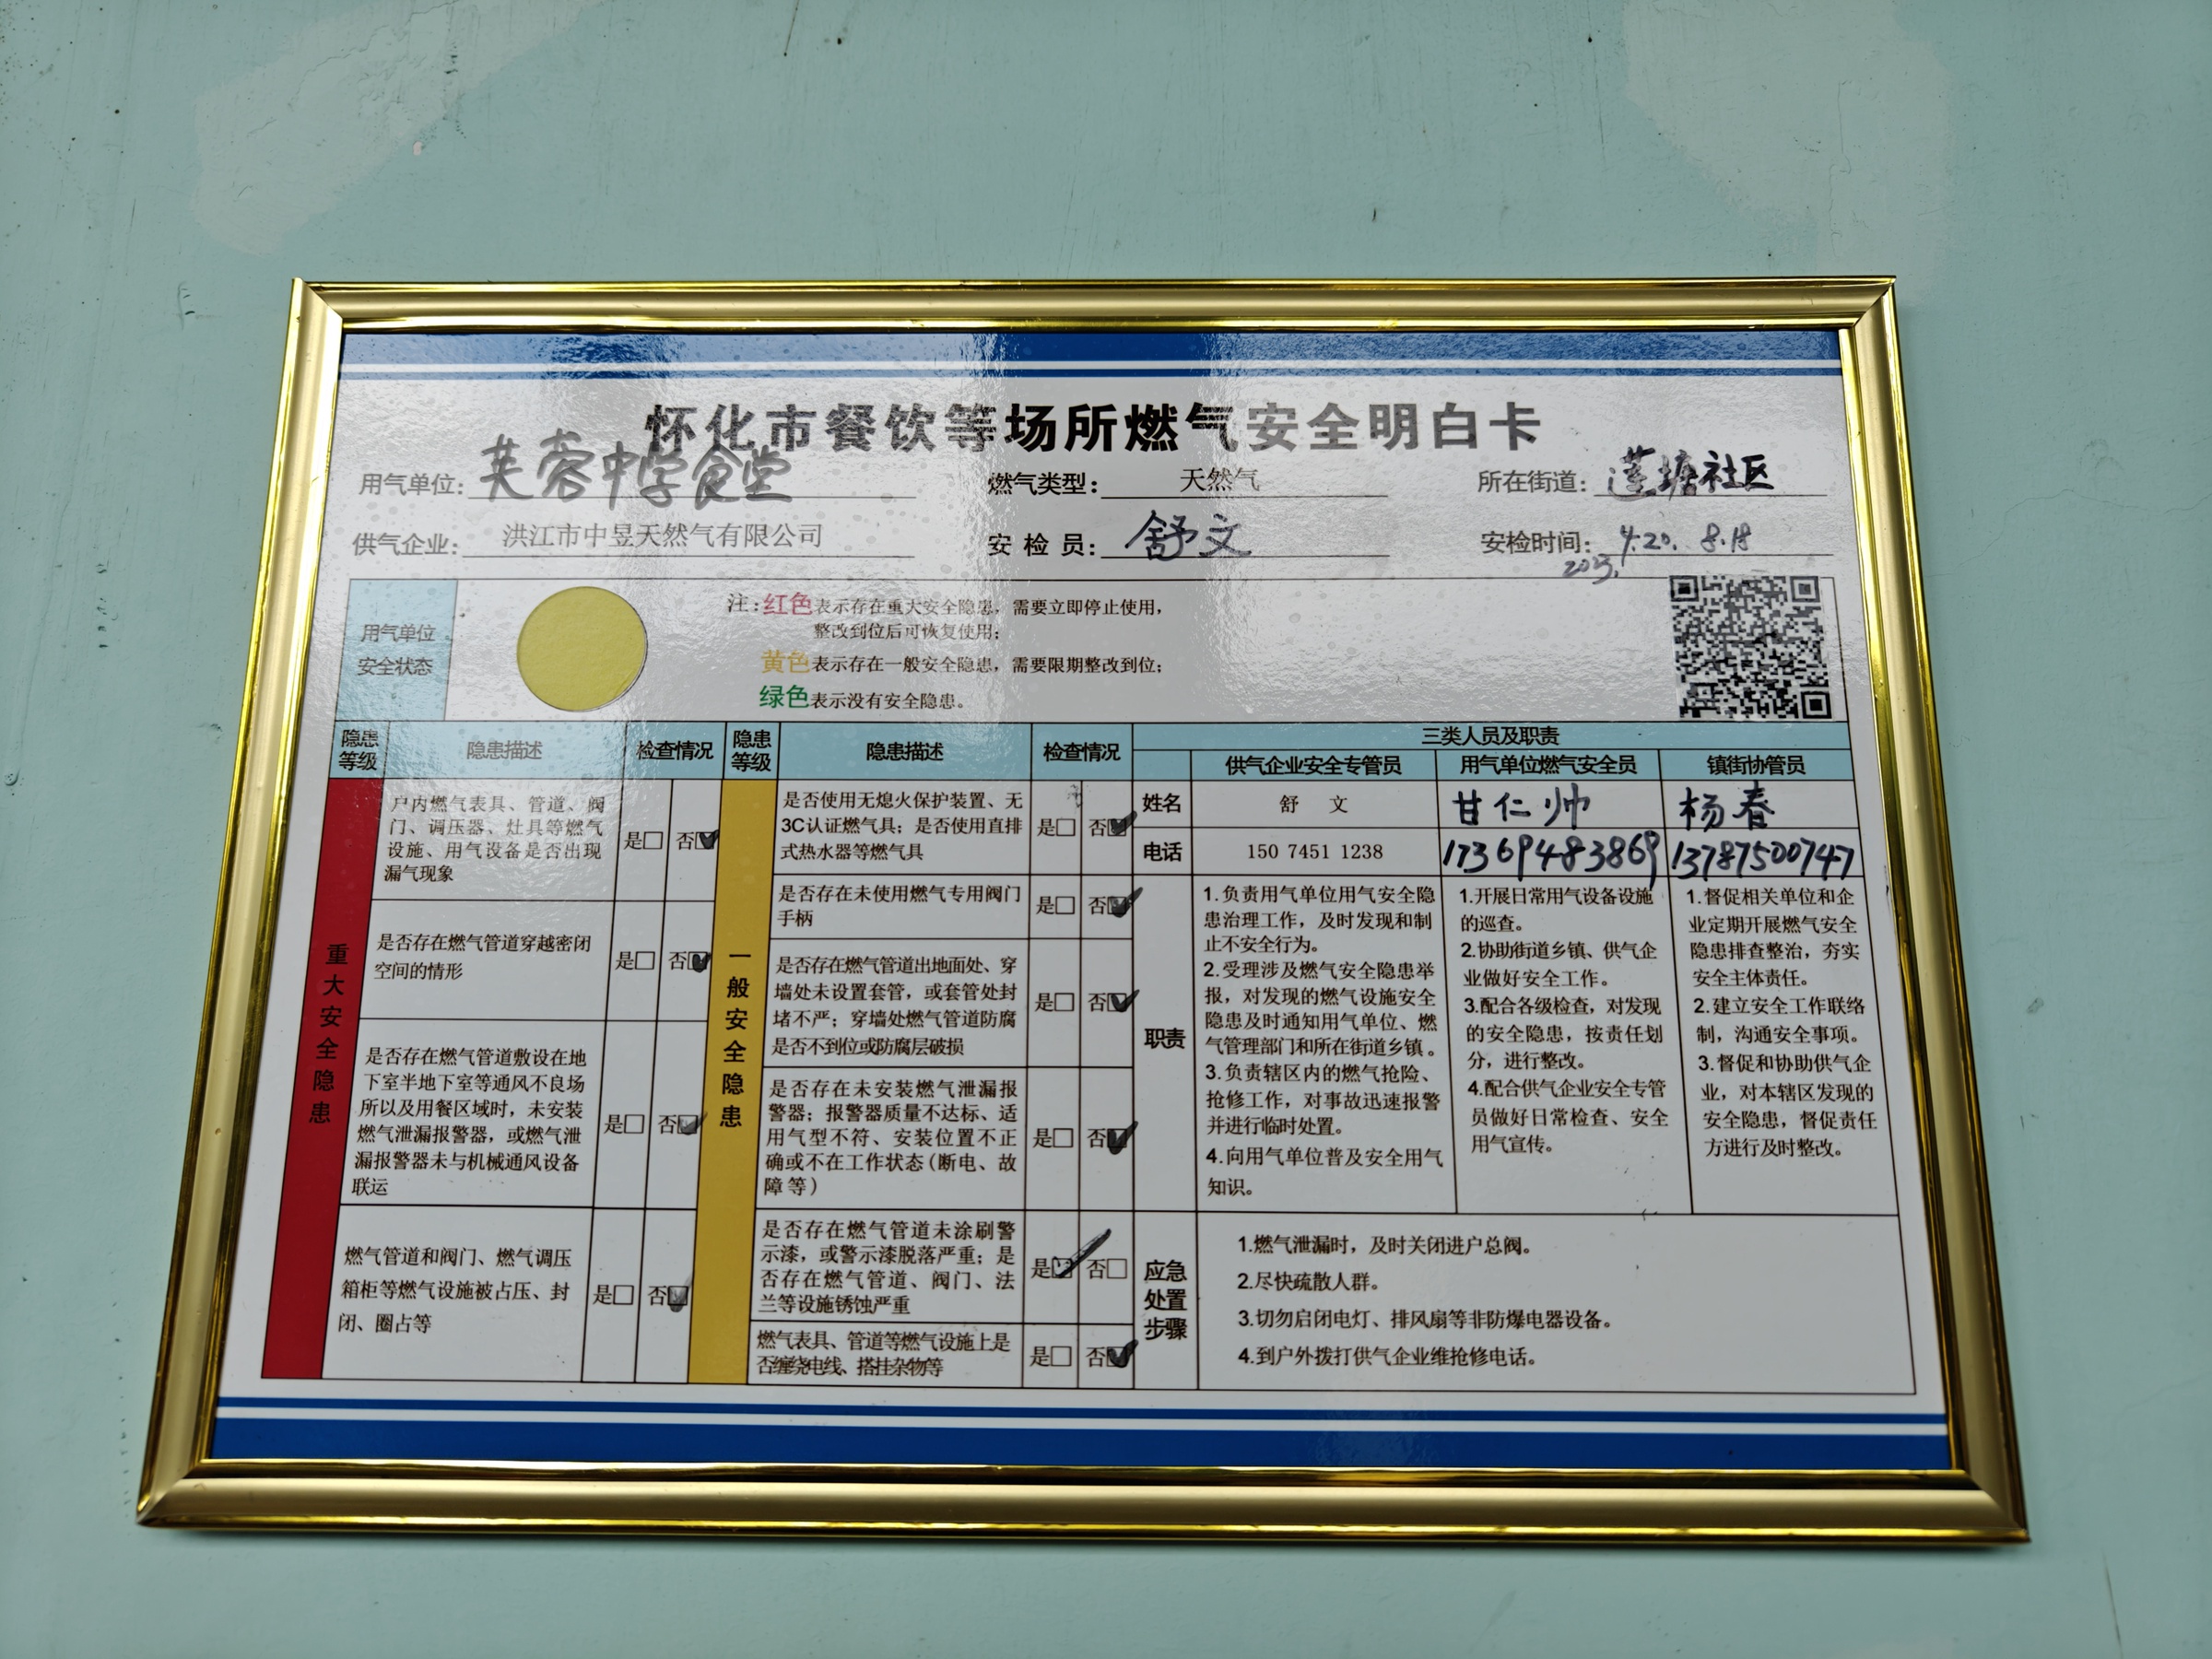 怀化市餐饮等场所燃气安全明白卡
用气单位: 芙蓉中学食堂
燃气类型: 天然气
所在街道: 莲塘社区
供气企业: 洪江市中昱天然气有限公司
安检员: 舒文
安检时间: 4.20. 8.18
2023.
用气单位
安全状态
注: 红色表示存在重大安全隐患, 需要立即停止使用,
整改到位后可恢复使用;
黄色表示存在一般安全隐患, 需要限期整改到位;
绿色表示没有安全隐患。
隐患等级 隐患描述 检查情况 隐患等级 隐患描述 检查情况 三类人员及职责
供气企业安全专管员 用气单位燃气安全员 镇街协管员
重大安全隐患
户内燃气表具、管道、阀
门、调压器、灶具等燃气
设施、用气设备是否出现
漏气现象
是□ 否☑
是否存在燃气管道穿越密闭
空间的情形
是□ 否☑
是否存在燃气管道敷设在地
下室半地下室等通风不良场
所以及用餐区域时, 未安装
燃气泄漏报警器, 或燃气泄
漏报警器未与机械通风设备
联运
是□ 否☑
燃气管道和阀门、燃气调压
箱柜等燃气设施被占压、封
闭、圈占等
是□ 否☑
一般安全隐患
是否使用无熄火保护装置、无
3C认证燃气具; 是否使用直排
式热水器等燃气具
是□ 否☑
是否存在未使用燃气专用阀门
手柄
是□ 否☑
是否存在燃气管道出地面处、穿
墙处未设置套管, 或套管处封
堵不严; 穿墙处燃气管道防腐
是否不到位或防腐层破损
是□ 否☑
是否存在未安装燃气泄漏报
警器; 报警器质量不达标、适
用气型不符、安装位置不正
确或不在工作状态(断电、故
障等)
是□ 否☑
是否存在燃气管道未涂刷警
示漆, 或警示漆脱落严重; 是
否存在燃气管道、阀门、法
兰等设施锈蚀严重
是☑ 否□
燃气表具、管道等燃气设施上是
否缠绕电线、搭挂杂物等
是□ 否☑
姓名 舒 文 甘仁帅 杨春
电话 150 7451 1238 17369483869 13787500747
职责
1.负责用气单位用气安全隐
患治理工作, 及时发现和制
止不安全行为。
2.受理涉及燃气安全隐患举
报, 对发现的燃气设施安全
隐患及时通知用气单位、燃
气管理部门和所在街道乡镇。
3.负责辖区内的燃气抢险、
抢修工作, 对事故迅速报警
并进行临时处置。
4.向用气单位普及安全用气
知识。
1.开展日常用气设备设施
的巡查。
2.协助街道乡镇、供气企
业做好安全工作。
3.配合各级检查, 对发现
的安全隐患, 按责任划
分, 进行整改。
4.配合供气企业安全专管
员做好日常检查、安全
用气宣传。
1.督促相关单位和企
业定期开展燃气安全
隐患排查整治, 夯实
安全主体责任。
2.建立安全工作联络
制, 沟通安全事项。
3.督促和协助供气企
业, 对本辖区发现的
安全隐患, 督促责任
方进行及时整改。
应急
处置
步骤
1.燃气泄漏时, 及时关闭进户总阀。
2.尽快疏散人群。
3.切勿启闭电灯、排风扇等非防爆电器设备。
4.到户外拨打供气企业维抢修电话。